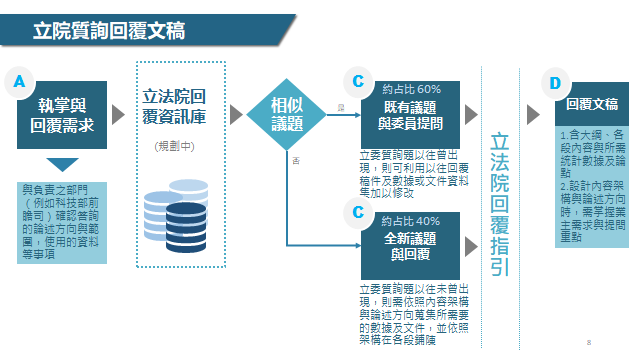 立院質詢回覆文稿
A
執掌與
回覆需求
與負責之部門
（例如科技部前
瞻司）確認答詢
的論述方向與範
圍，使用的資料
等事項
立法院回
覆資訊庫
(規劃中)
相似
議題
是
否
C
約占比 60%
既有議題
與委員提問
立委質詢題以往曾出
現，則可利用以往回覆
稿件及數據或文件資料
集加以修改
C
約占比 40%
全新議題
與回覆
立委質詢題以往未曾出
現，則需依照內容架構
與論述方向蒐集所需要
的數據及文件，並依照
架構在各段鋪陳
立法院回覆指引
D
回覆文稿
1.含大綱、各
段內容與所需
統計數據及論
點
2.設計內容架
構與論述方向
時，需掌握業
主需求與提問
重點
8